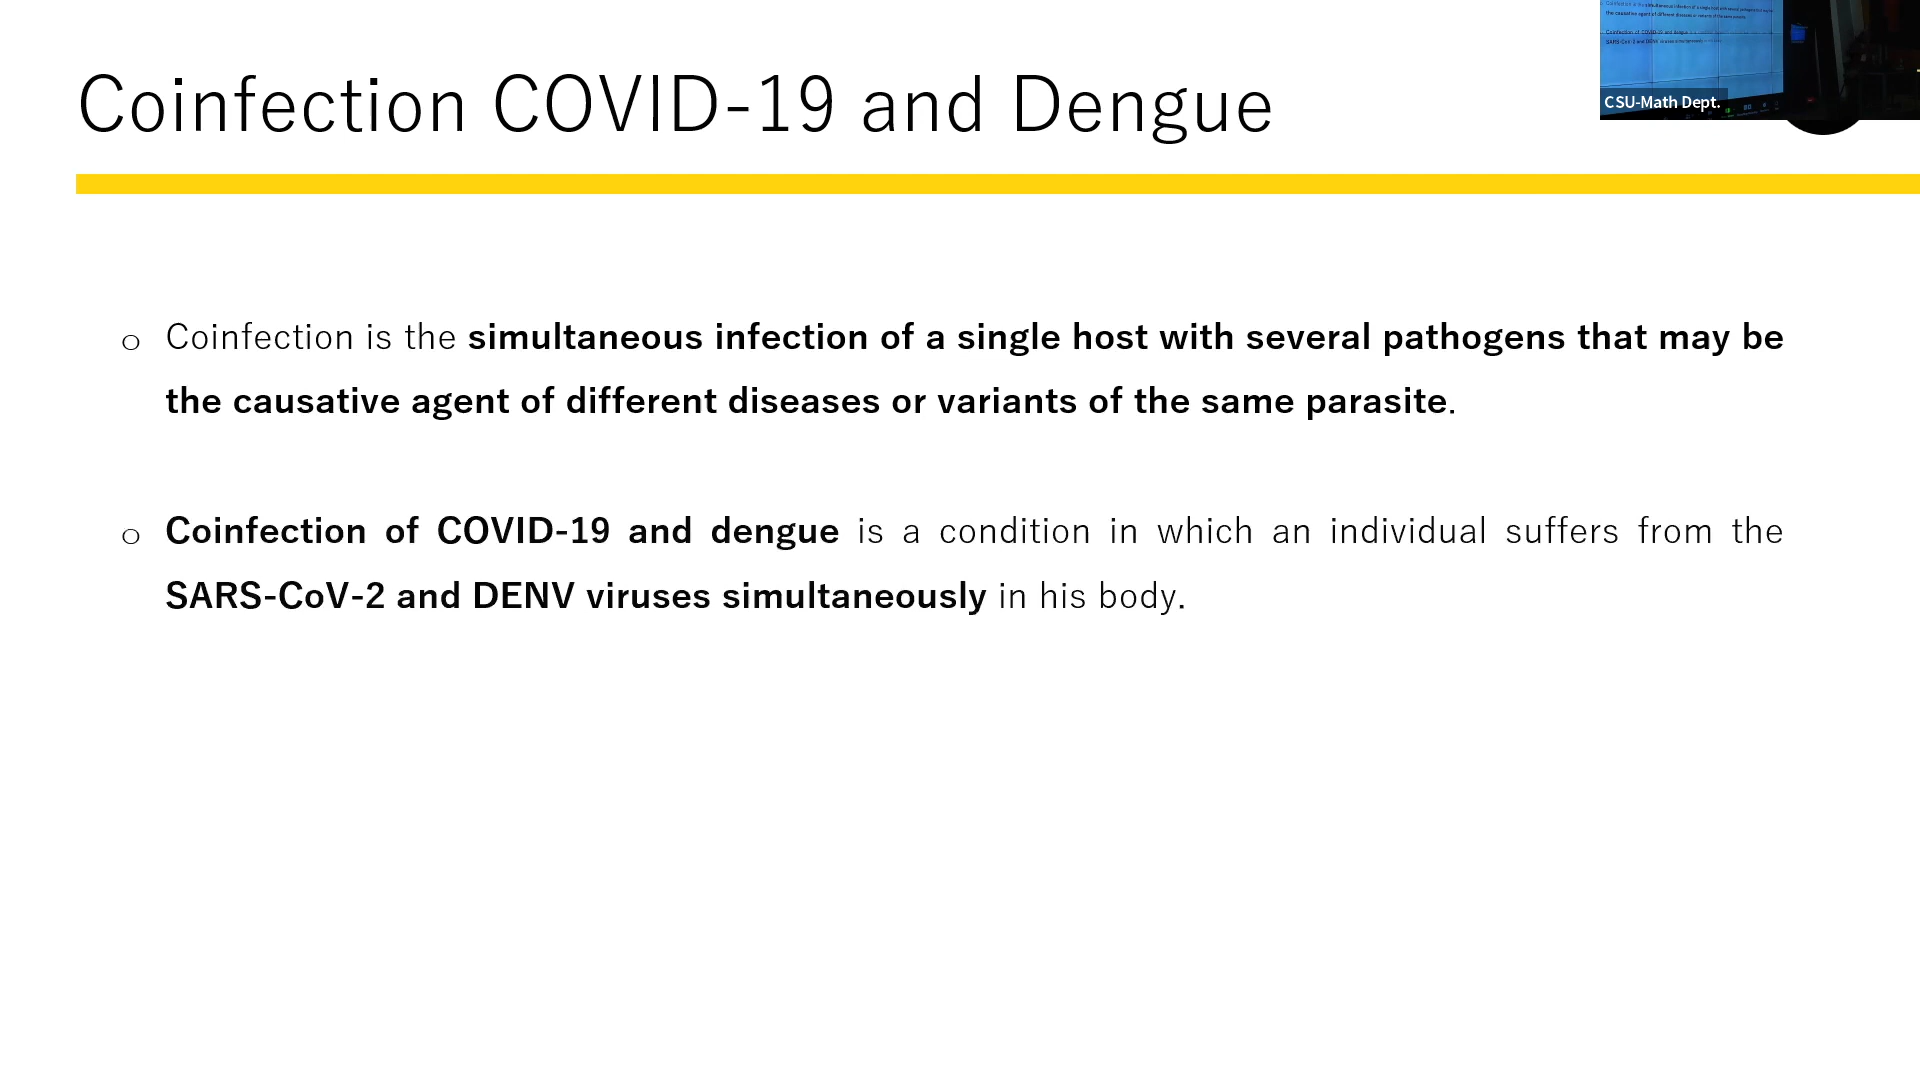 Coinfection COVID-19 and Dengue
CSU-Math Dept.
o Coinfection is the simultaneous infection of a single host with several pathogens that may be
the causative agent of different diseases or variants of the same parasite.
o Coinfection of COVID-19 and dengue is a condition in which an individual suffers from the
SARS-CoV-2 and DENV viruses simultaneously in his body.